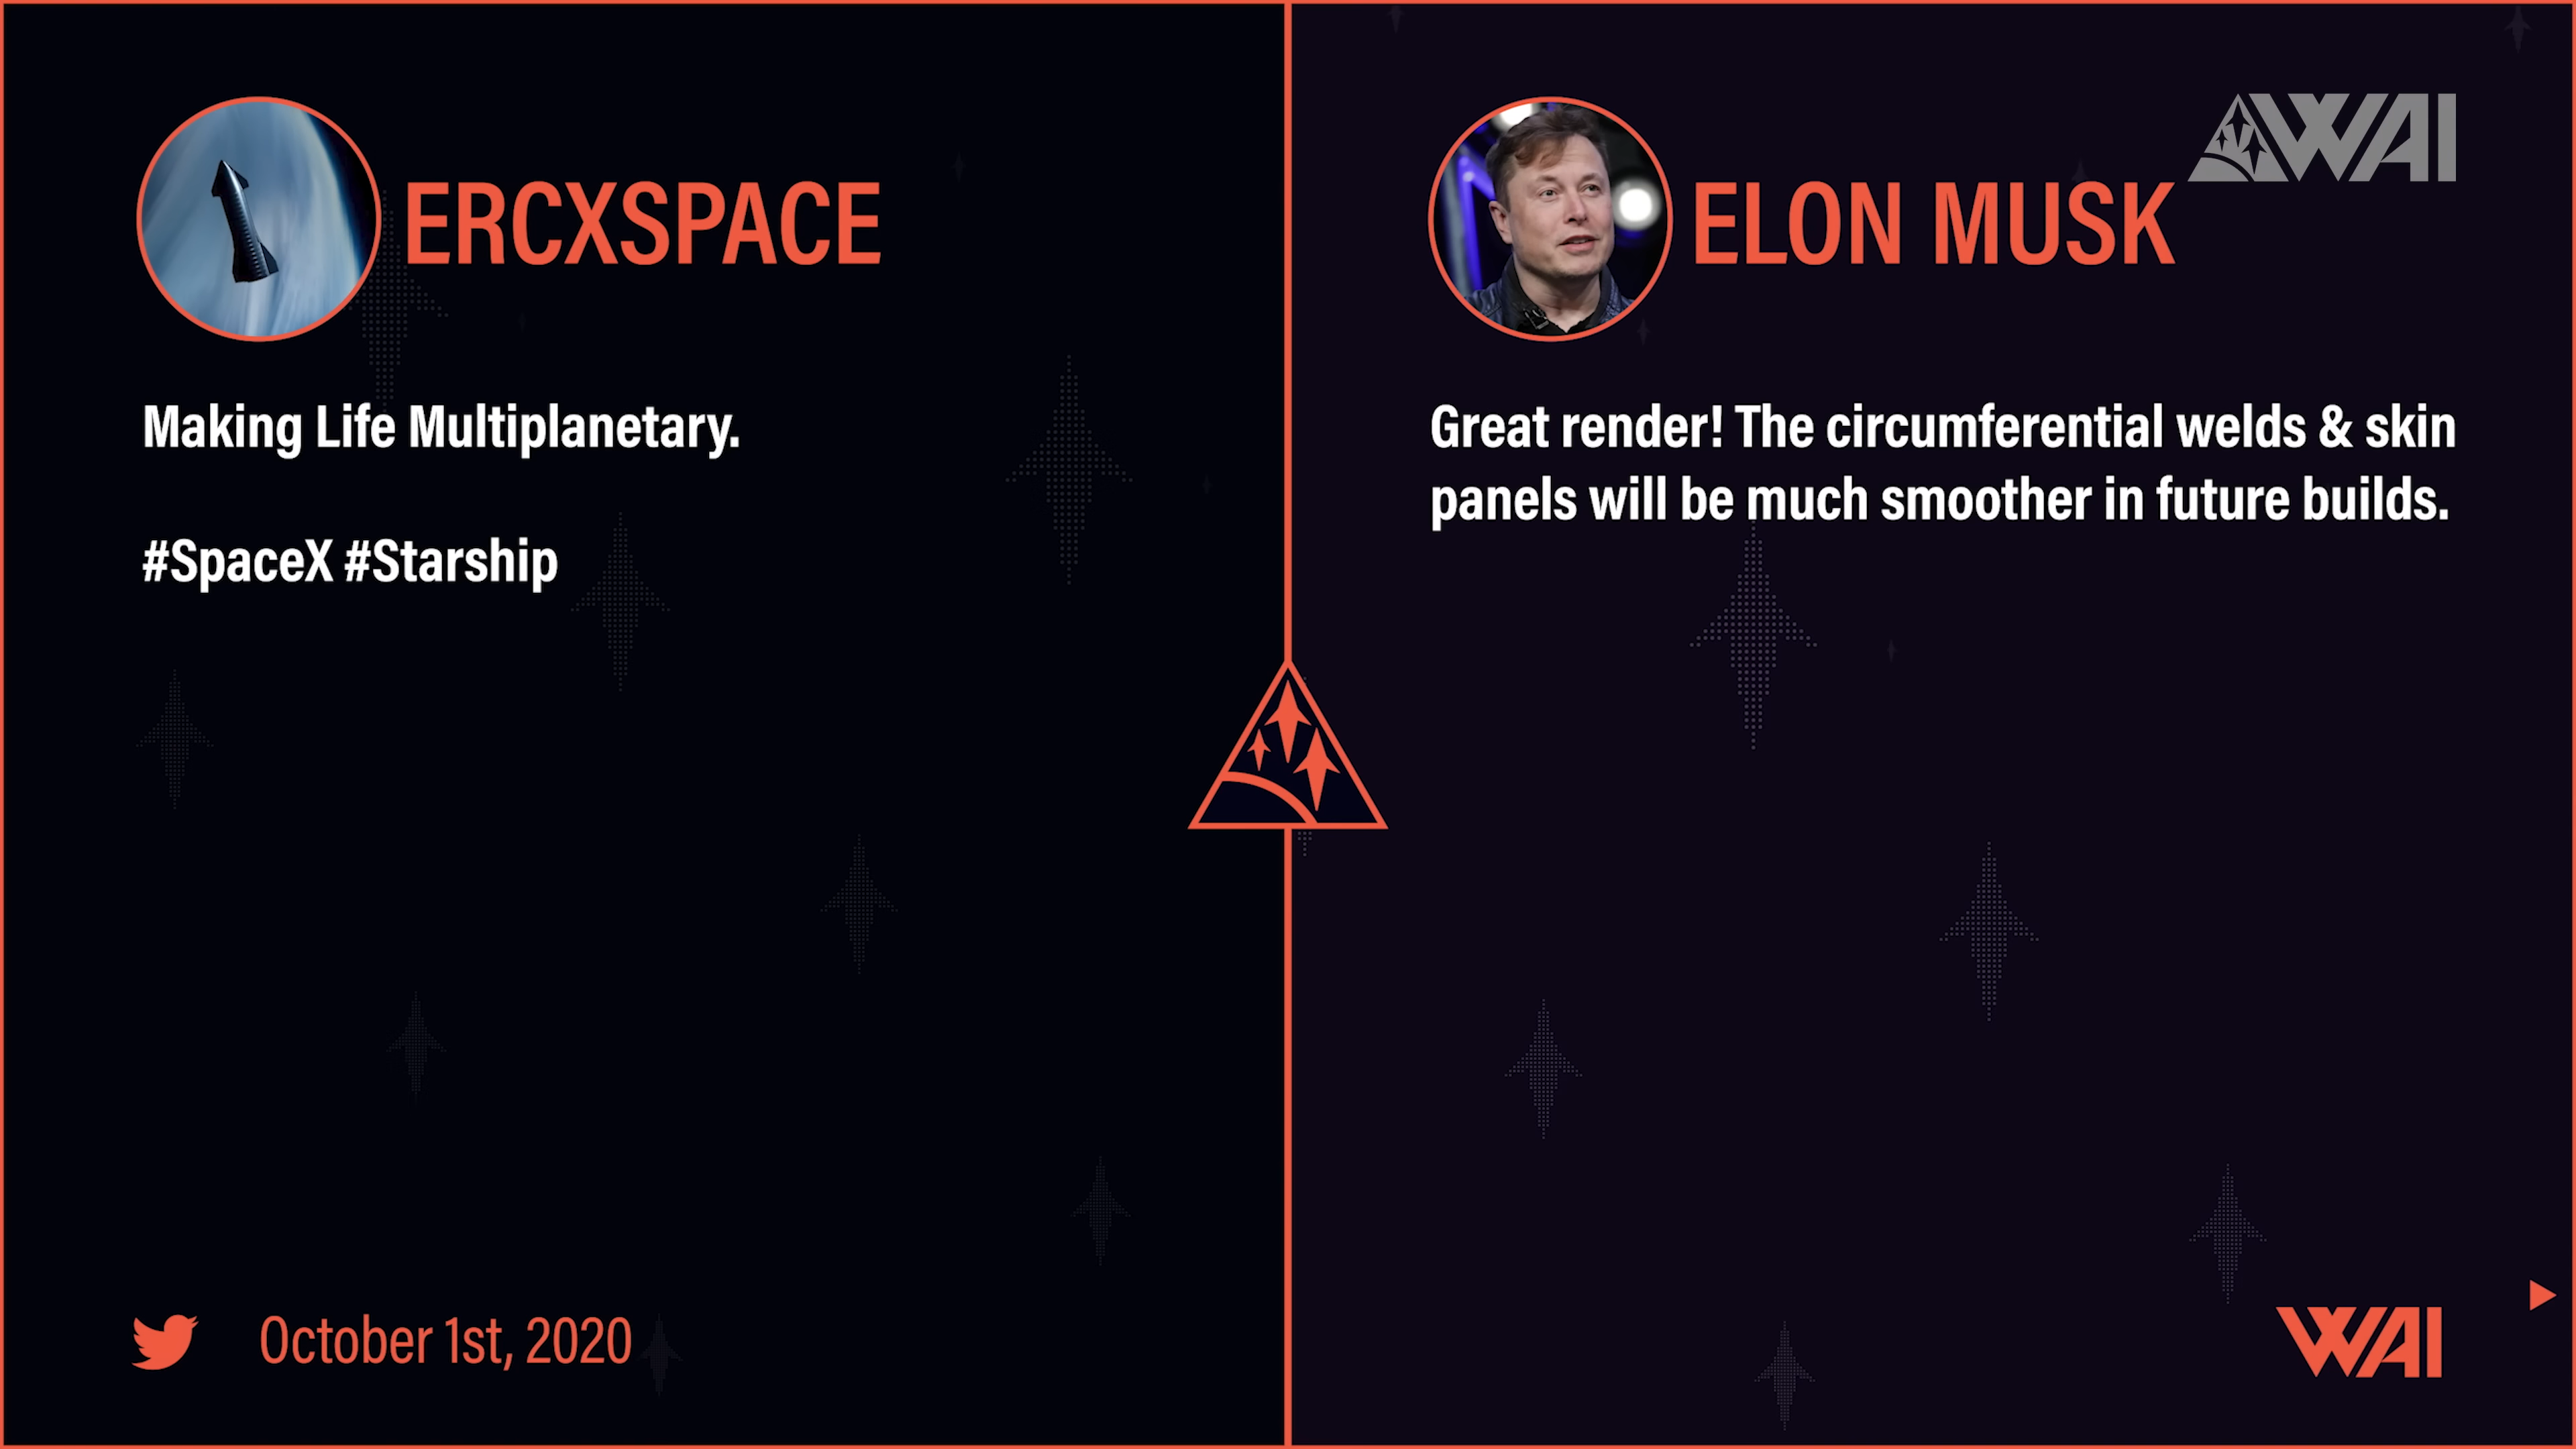 ERCXSPACE
Making Life Multiplanetary.
#SpaceX #Starship
October 1st, 2020
WAI
ELON MUSK
Great render! The circumferential welds & skin
panels will be much smoother in future builds.
WAI